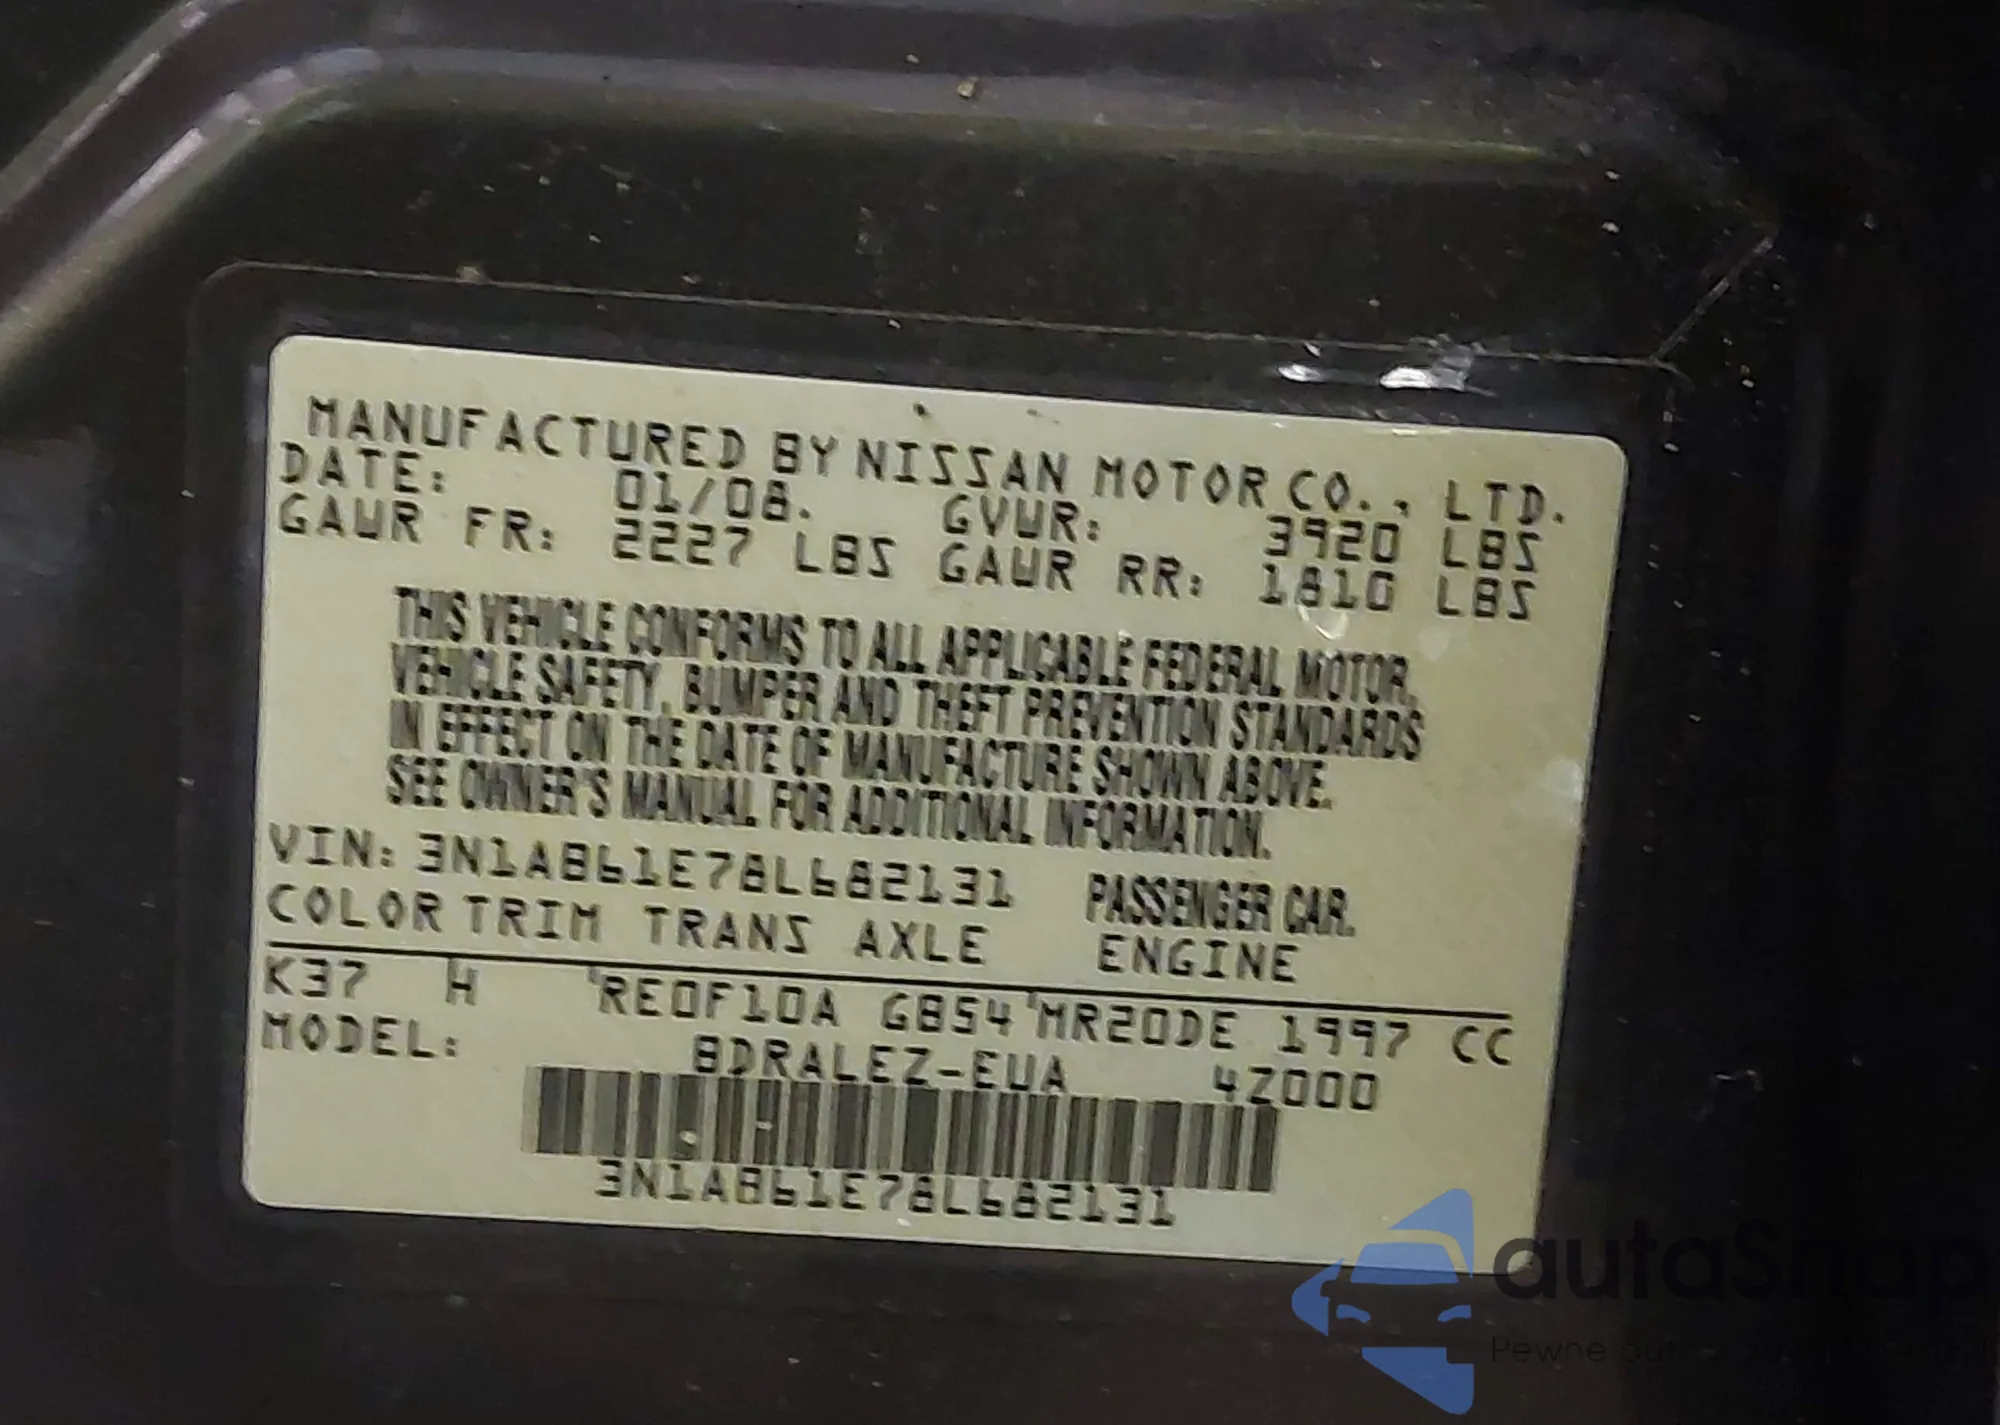 MANUFACTURED BY NISSAN MOTOR CO., LTD.
DATE: 01/08. GVWR: 3920 LBS
GAWR FR: 2227 LBS GAWR RR: 1810 LBS
THIS VEHICLE CONFORMS TO ALL APPLICABLE FEDERAL MOTOR
VEHICLE SAFETY, BUMPER AND THEFT PREVENTION STANDARDS
IN EFFECT ON THE DATE OF MANUFACTURE SHOWN ABOVE.
SEE OWNER'S MANUAL FOR ADDITIONAL INFORMATION.
VIN: 3N1AB61E78L682131 PASSENGER CAR.
COLOR TRIM TRANS AXLE ENGINE
K37 H RE0F10A GB54 MR20DE 1997 CC
MODEL: BDRALEZ-EUA 4Z000
3N1AB61E78L682131
autaSnap
Pewne